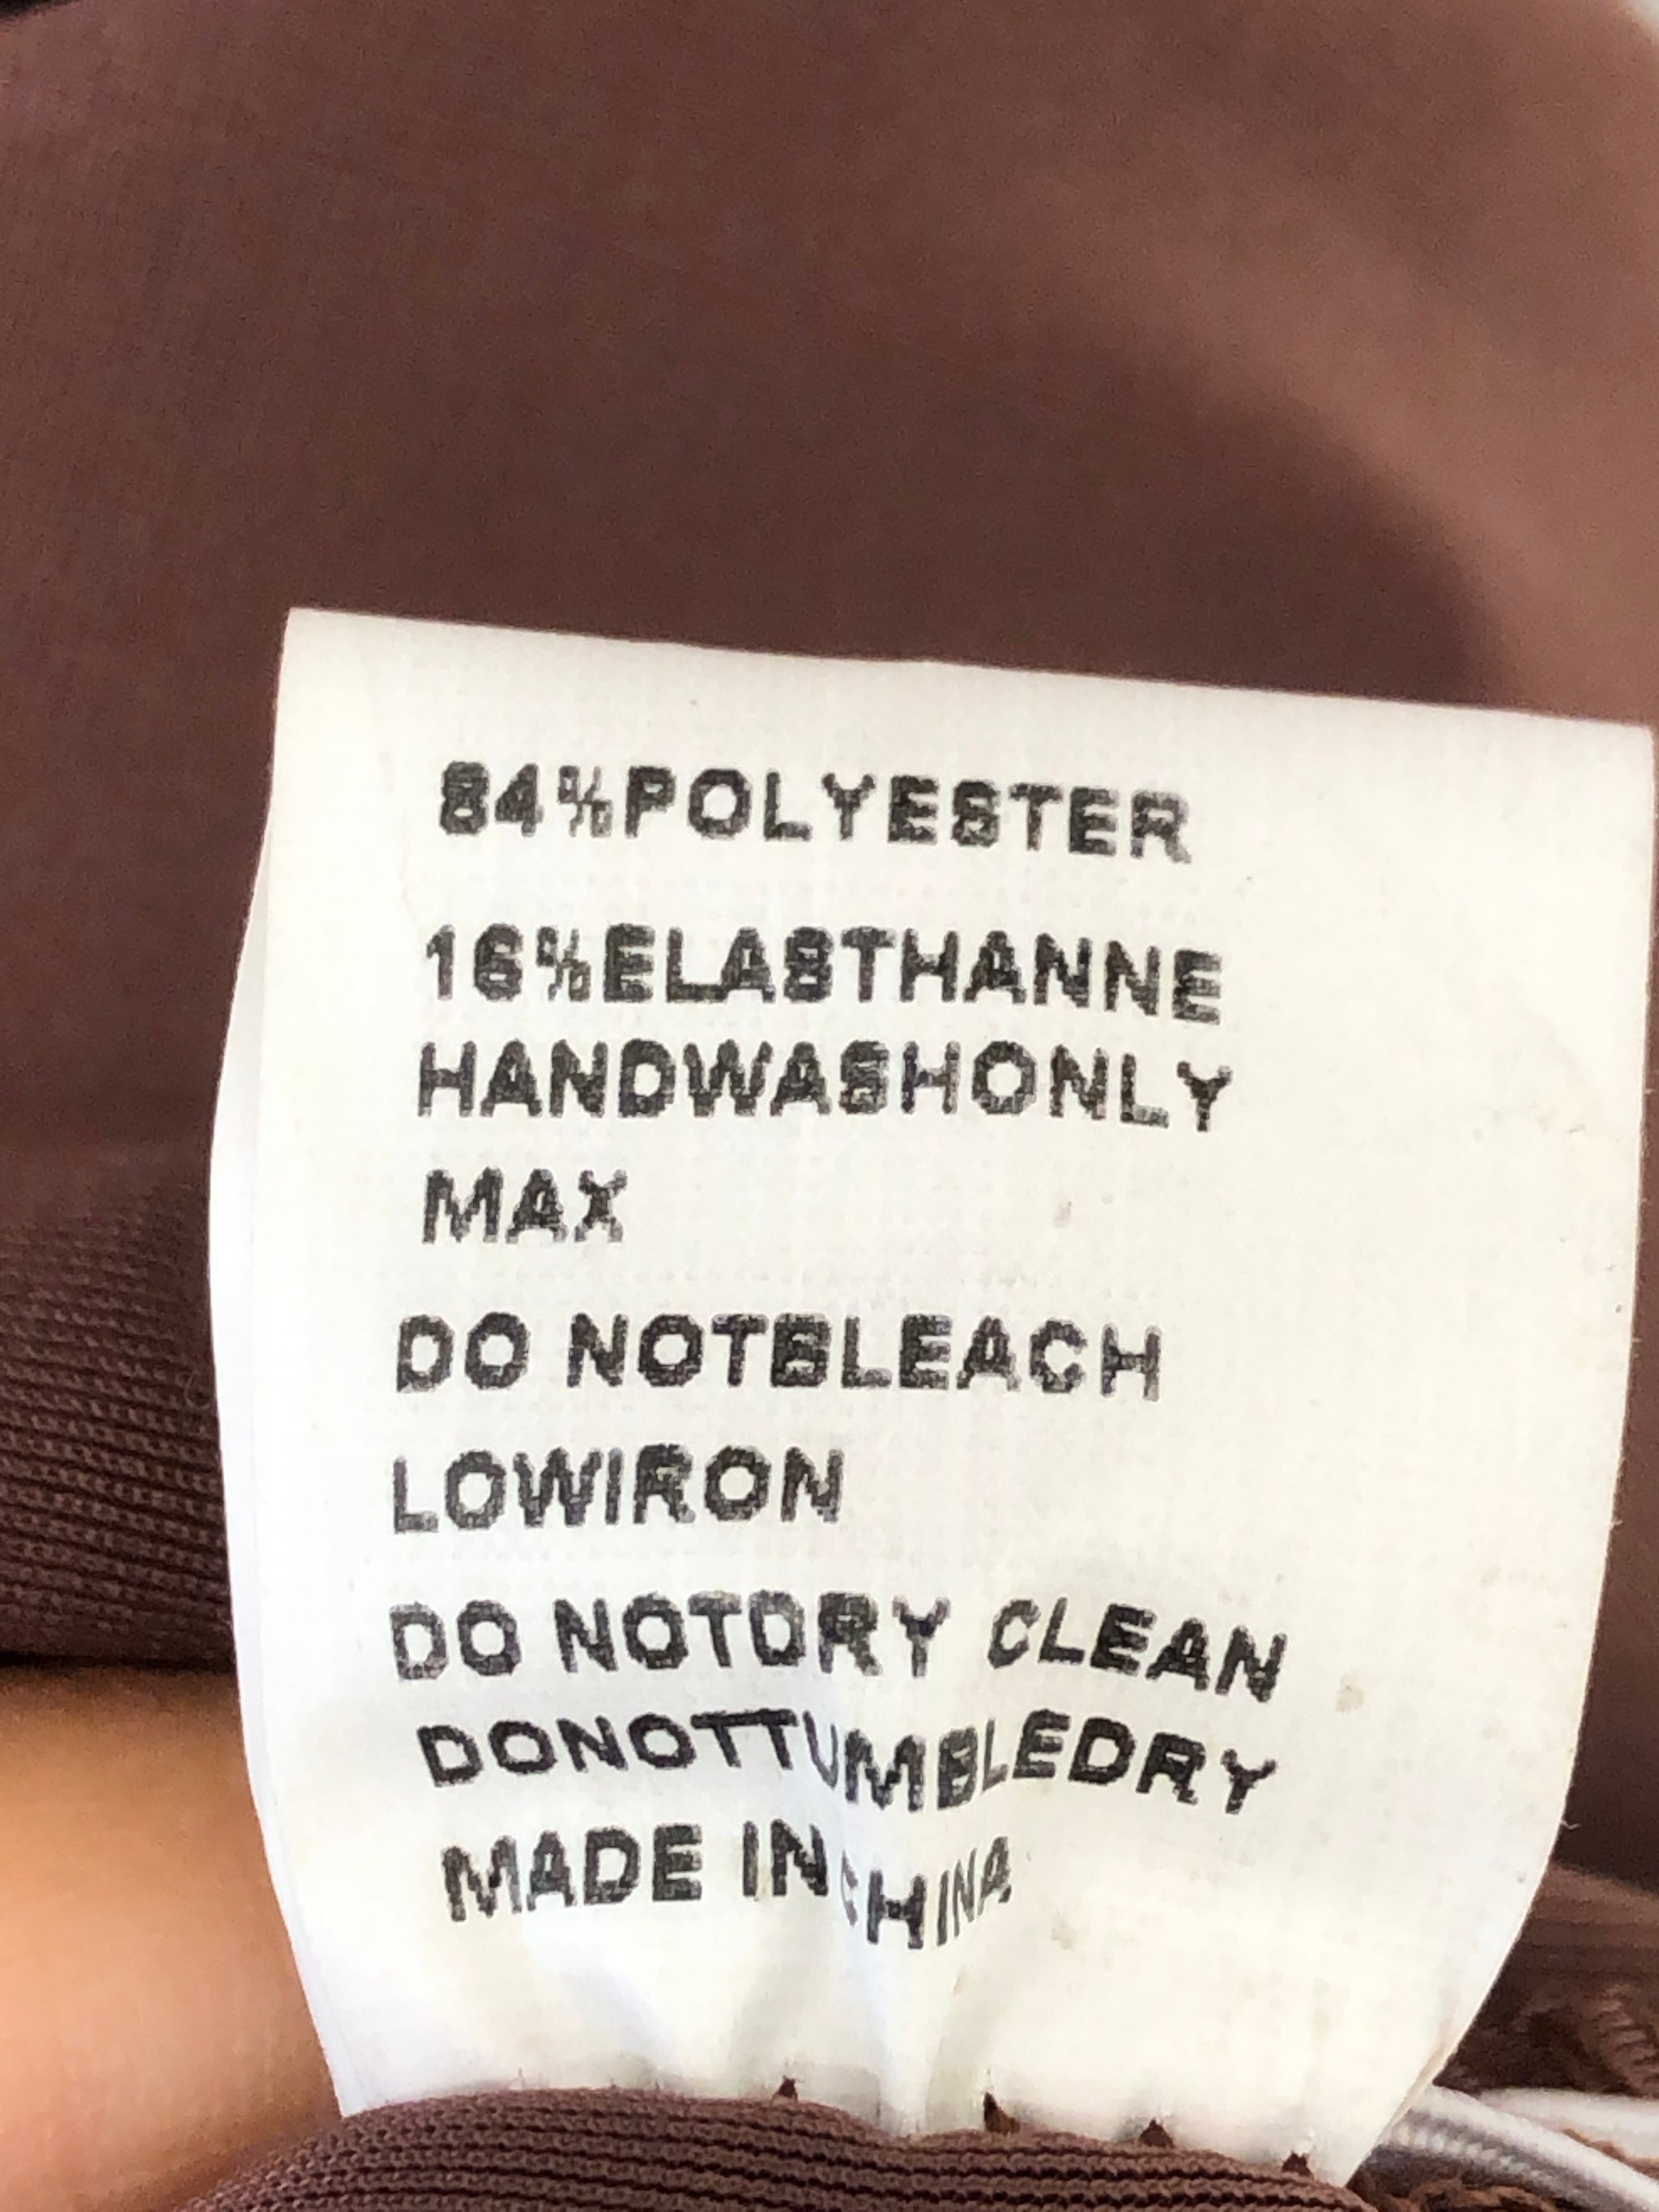 84%POLYESTER
16%ELASTHANNE
HANDWASHONLY
MAX
DO NOTBLEACH
LOWIRON
DO NOTDRY CLEAN
DONOTTUMBLEDRY
MADE INCHINA